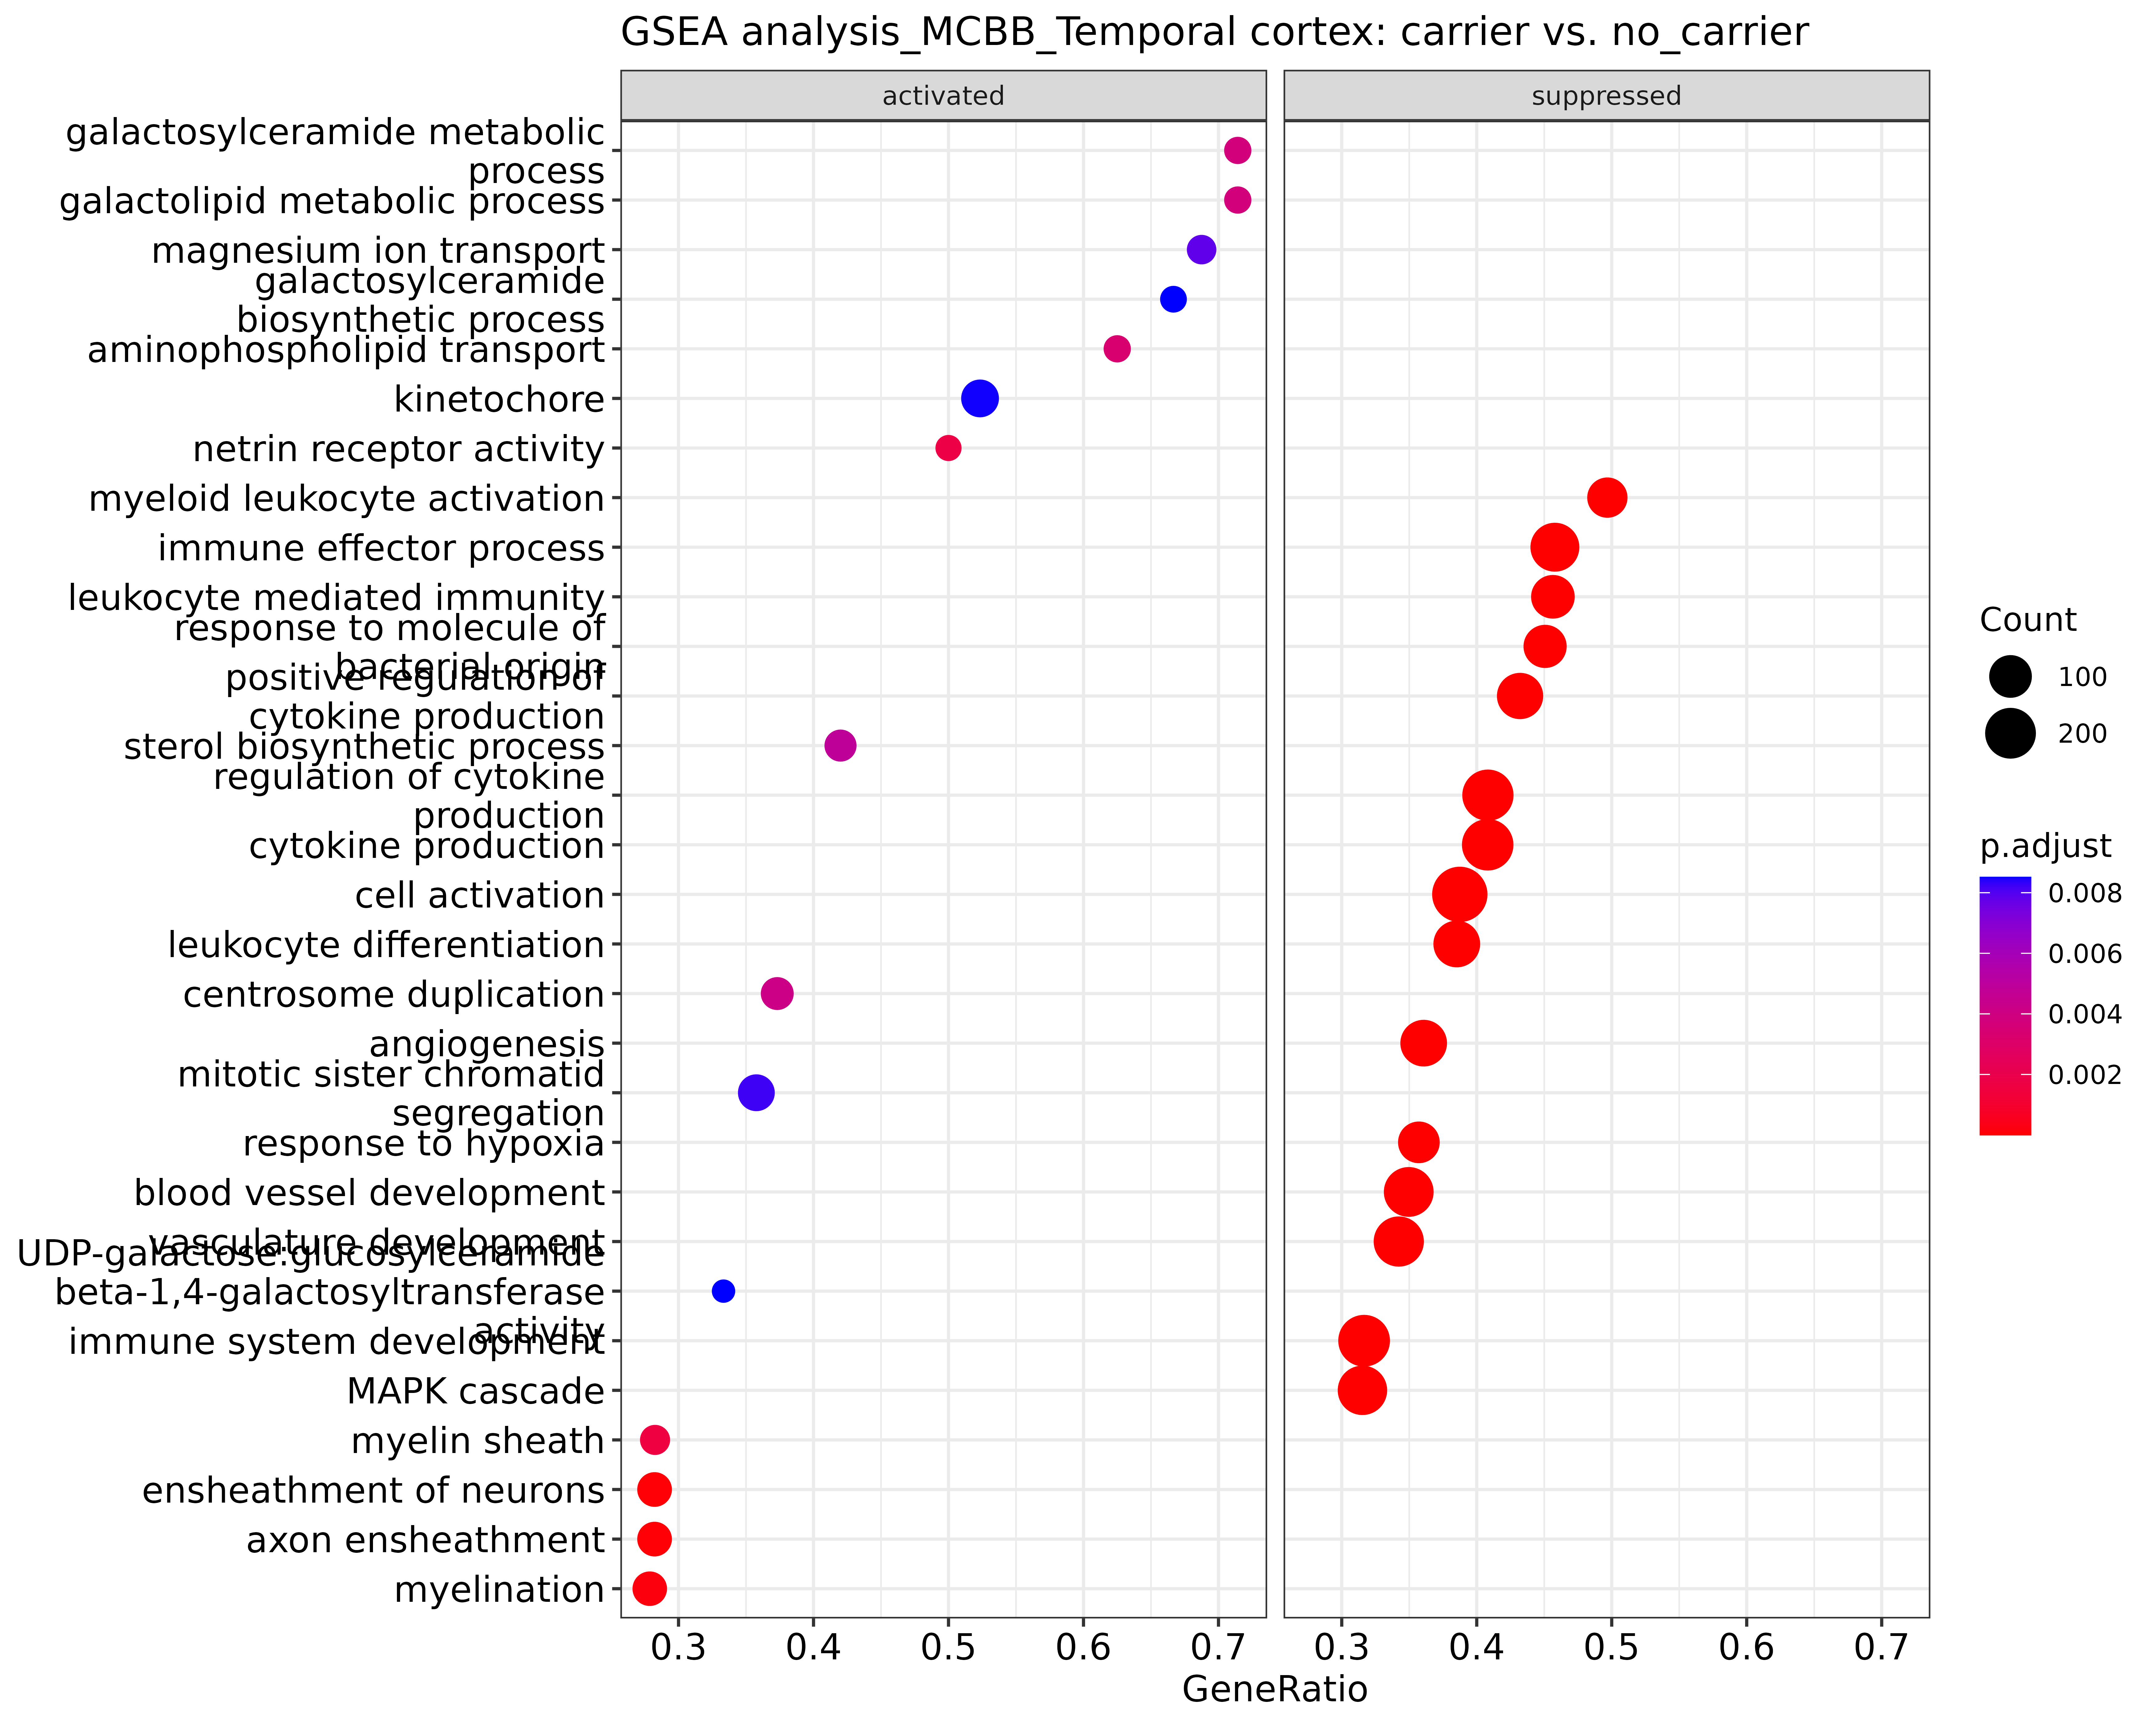 GSEA analysis_MCBB_Temporal cortex: carrier vs. no_carrier
activated
suppressed
galactosylceramide metabolic
process
galactolipid metabolic process
magnesium ion transport
galactosylceramide
biosynthetic process
aminophospholipid transport
kinetochore
netrin receptor activity
myeloid leukocyte activation
immune effector process
leukocyte mediated immunity
response to molecule of
bacterial origin
positive regulation of
cytokine production
sterol biosynthetic process
regulation of cytokine
production
cytokine production
cell activation
leukocyte differentiation
centrosome duplication
angiogenesis
mitotic sister chromatid
segregation
response to hypoxia
blood vessel development
vasculature development
UDP-galactose:glucosylceramide
beta-1,4-galactosyltransferase
activity
immune system development
MAPK cascade
myelin sheath
ensheathment of neurons
axon ensheathment
myelination
0.3 0.4 0.5 0.6 0.7
0.3 0.4 0.5 0.6 0.7
GeneRatio
Count
100
200
p.adjust
0.008
0.006
0.004
0.002